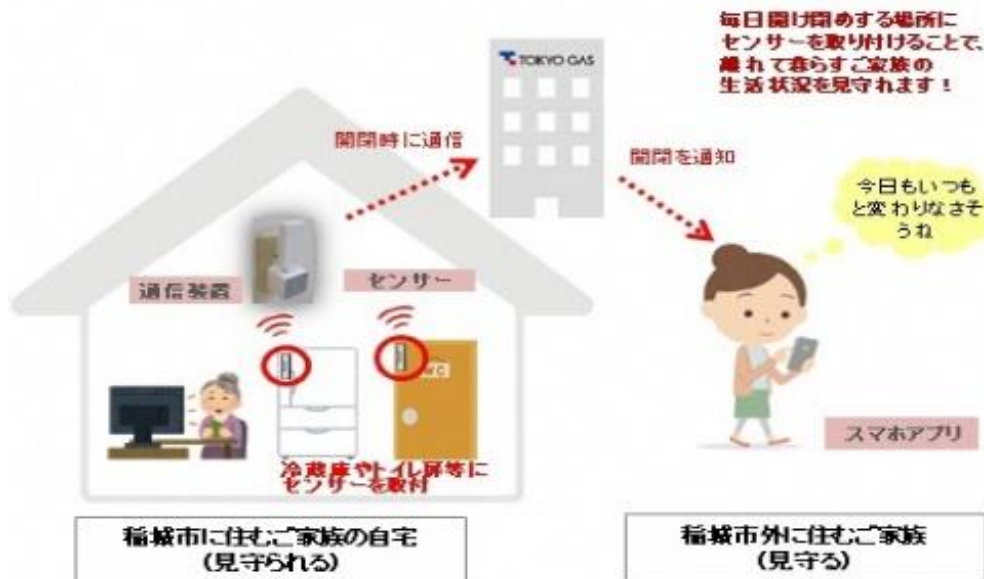 毎日開け閉めする場所に
センサーを取り付けることで、
離れて暮らすご家族の
生活状況を見守れます！
TOKYO GAS
開閉時に通信
開閉を通知
今日もいつも
と変わりなさそ
うね
通信装置
センサー
WC
スマホアプリ
冷蔵庫やトイレ扉等に
センサーを取付
稲城市に住むご家族の自宅
(見守られる)
稲城市外に住むご家族
(見守る)